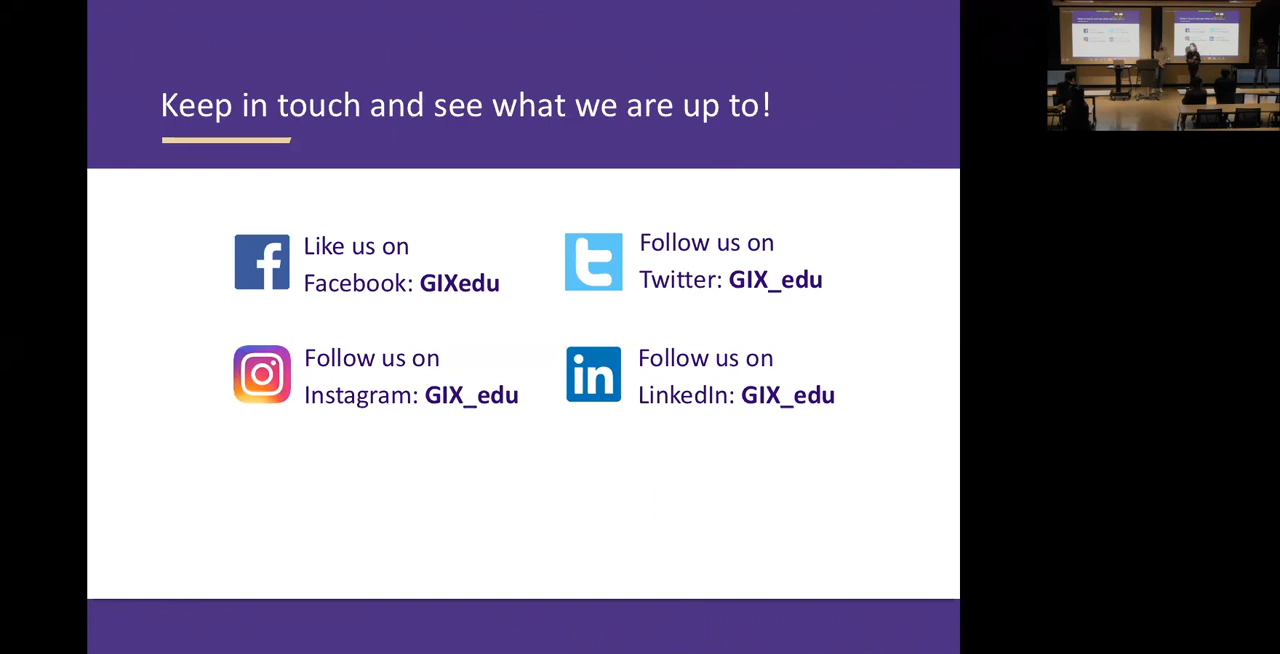 Keep in touch and see what we are up to!
Like us on
Facebook: GIXedu
Follow us on
Twitter: GIX_edu
Follow us on
Instagram: GIX_edu
Follow us on
LinkedIn: GIX_edu